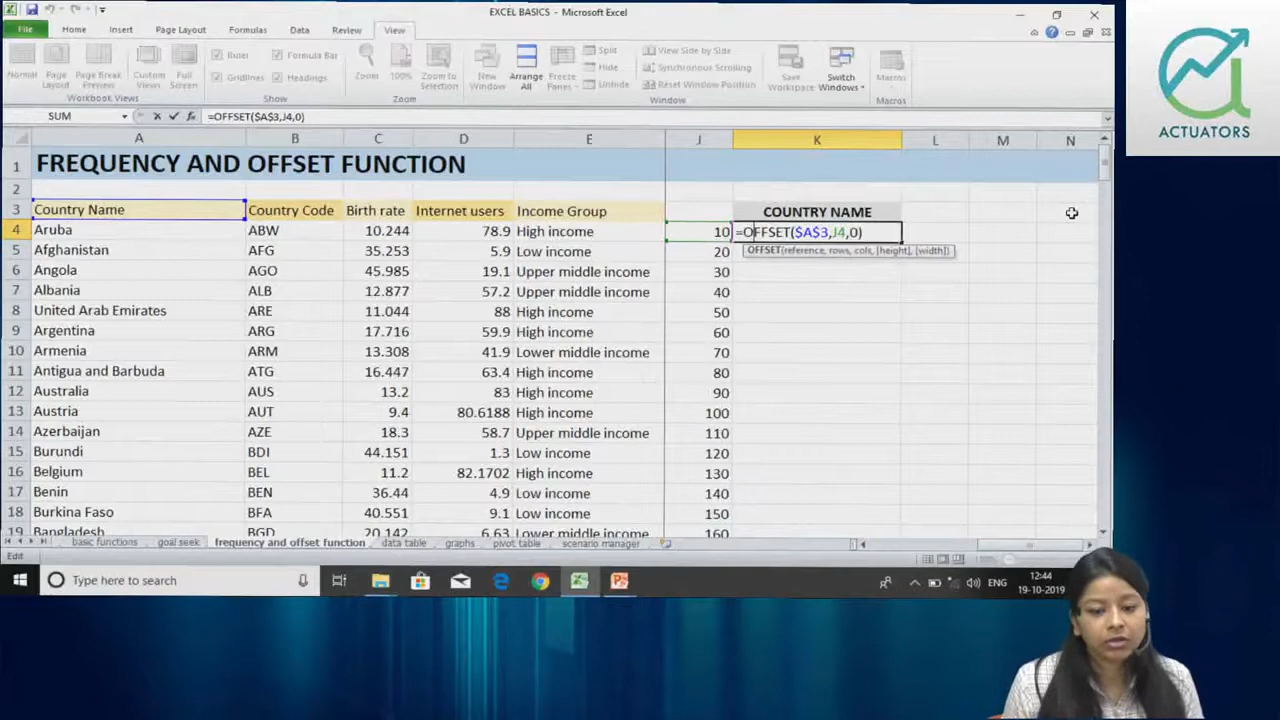 EXCEL BASICS - Microsoft Excel
File Home Insert Page Layout Formulas Data Review View
Normal Page Layout Page Break Preview Custom Views Full Screen
Workbook Views
Ruler Formula Bar
Gridlines Headings
Show
Zoom 100% Zoom to Selection
Zoom
New Window Arrange All Freeze Panes
Split
Hide
Unhide
View Side by Side
Synchronous Scrolling
Reset Window Position
Window
Save Workspace Switch Windows
Macros
Macros
ACTUATORS
SUM =OFFSET($A$3,J4,0)
A B C D E J K L M N
1 FREQUENCY AND OFFSET FUNCTION
2
3 Country Name Country Code Birth rate Internet users Income Group COUNTRY NAME
4 Aruba ABW 10.244 78.9 High income 10 =OFFSET($A$3,J4,0)
OFFSET(reference, rows, cols, [height], [width])
5 Afghanistan AFG 35.253 5.9 Low income 20
6 Angola AGO 45.985 19.1 Upper middle income 30
7 Albania ALB 12.877 57.2 Upper middle income 40
8 United Arab Emirates ARE 11.044 88 High income 50
9 Argentina ARG 17.716 59.9 High income 60
10 Armenia ARM 13.308 41.9 Lower middle income 70
11 Antigua and Barbuda ATG 16.447 63.4 High income 80
12 Australia AUS 13.2 83 High income 90
13 Austria AUT 9.4 80.6188 High income 100
14 Azerbaijan AZE 18.3 58.7 Upper middle income 110
15 Burundi BDI 44.151 1.3 Low income 120
16 Belgium BEL 11.2 82.1702 High income 130
17 Benin BEN 36.44 4.9 Low income 140
18 Burkina Faso BFA 40.551 9.1 Low income 150
19 Bangladesh BGD 20.142 6.63 Lower middle income 160
basic functions goal seek frequency and offset function data table graphs pivot table scenario manager
Edit
Type here to search
ENG
12:44
19-10-2019